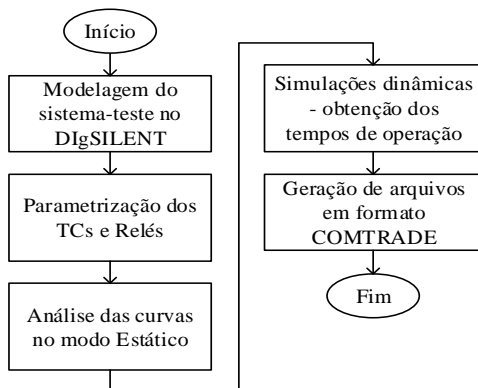 Início
Modelagem do
sistema-teste no
DIgSILENT
Parametrização dos
TCs e Relés
Análise das curvas
no modo Estático
Simulações dinâmicas
- obtenção dos
tempos de operação
Geração de arquivos
em formato
COMTRADE
Fim